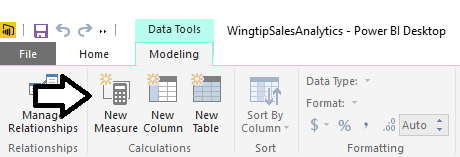 Data Tools
WingtipSalesAnalytics - Power BI Desktop
File
Home
Modeling
Manage
Relationships
New
Measure
New
Column
New
Table
Sort By
Column
Data Type:
Format:
$ % , .00 Auto
Relationships
Calculations
Sort
Formatting